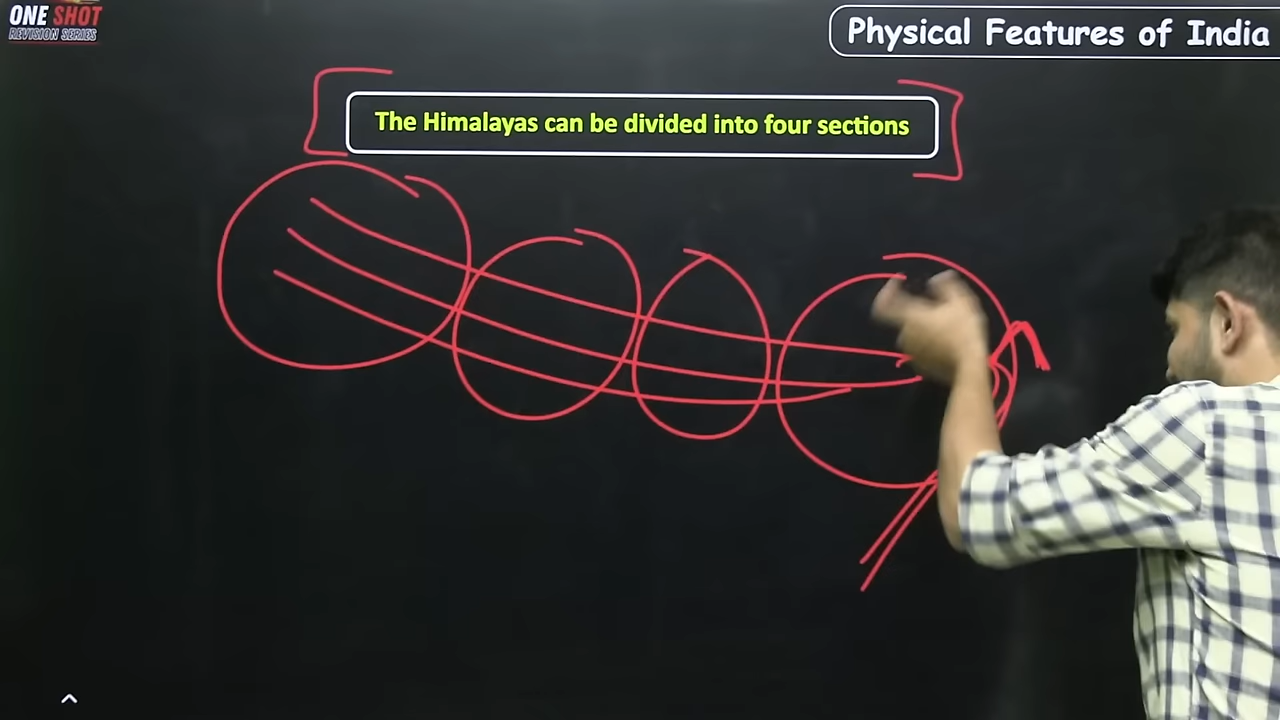 ONE SHOT
REVISION SERIES
Physical Features of India
The Himalayas can be divided into four sections